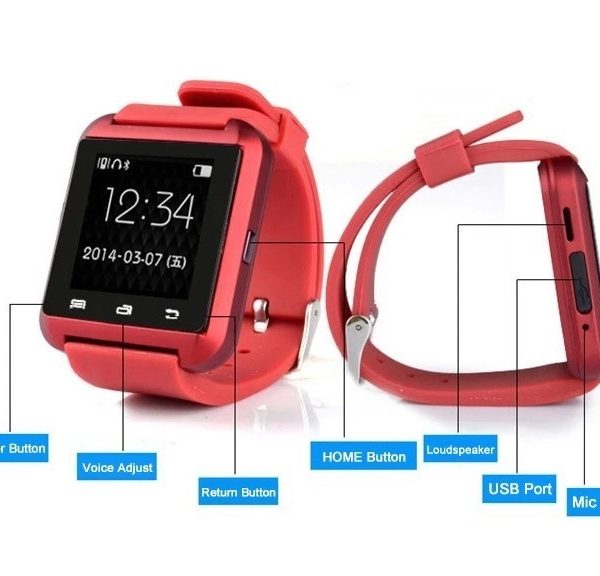 12:34
2014-03-07 (五)
r Button
Voice Adjust
Return Button
HOME Button
Loudspeaker
USB Port
Mic